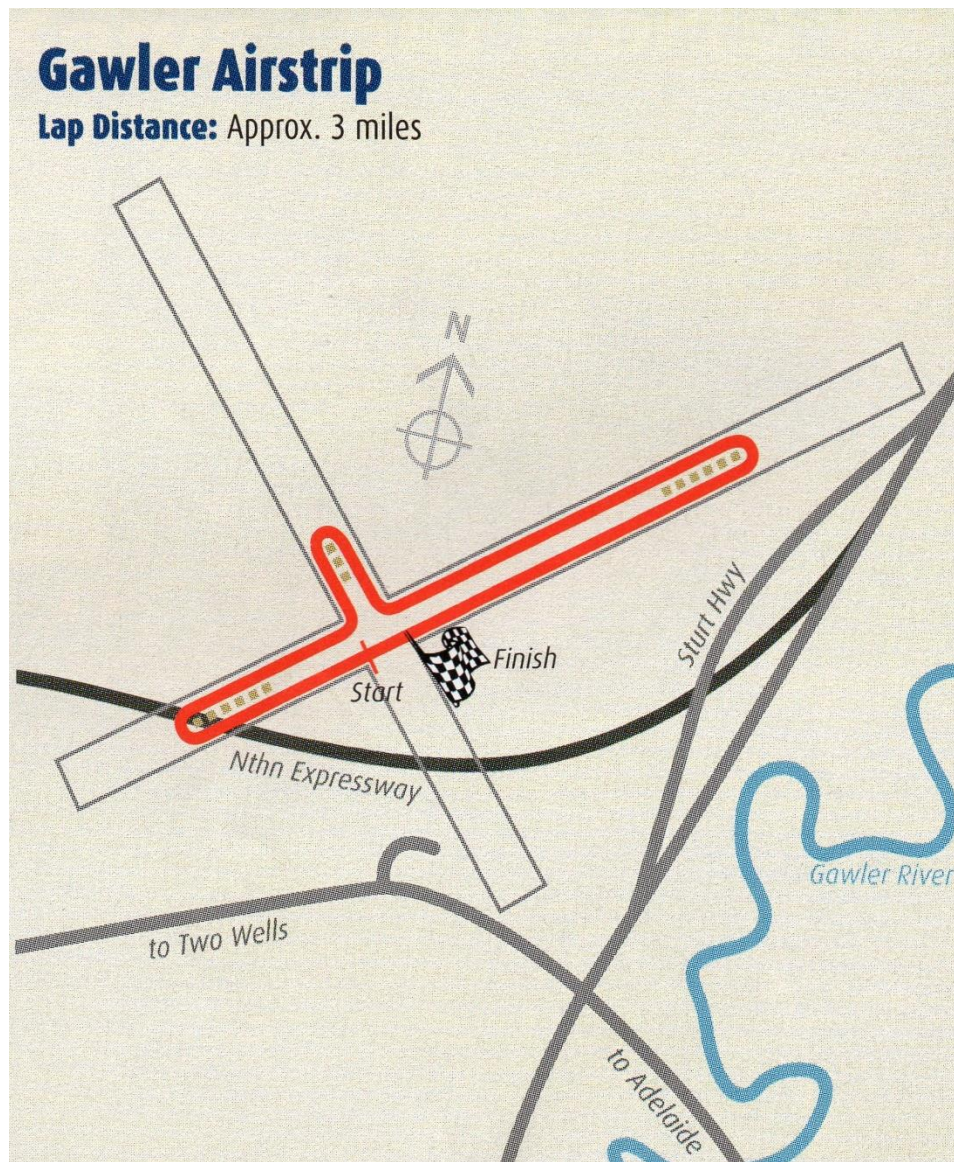 Gawler Airstrip
Lap Distance: Approx. 3 miles
N
Sturt Hwy
Finish
Start
Nthn Expressway
Gawler River
to Two Wells
to Adelaide